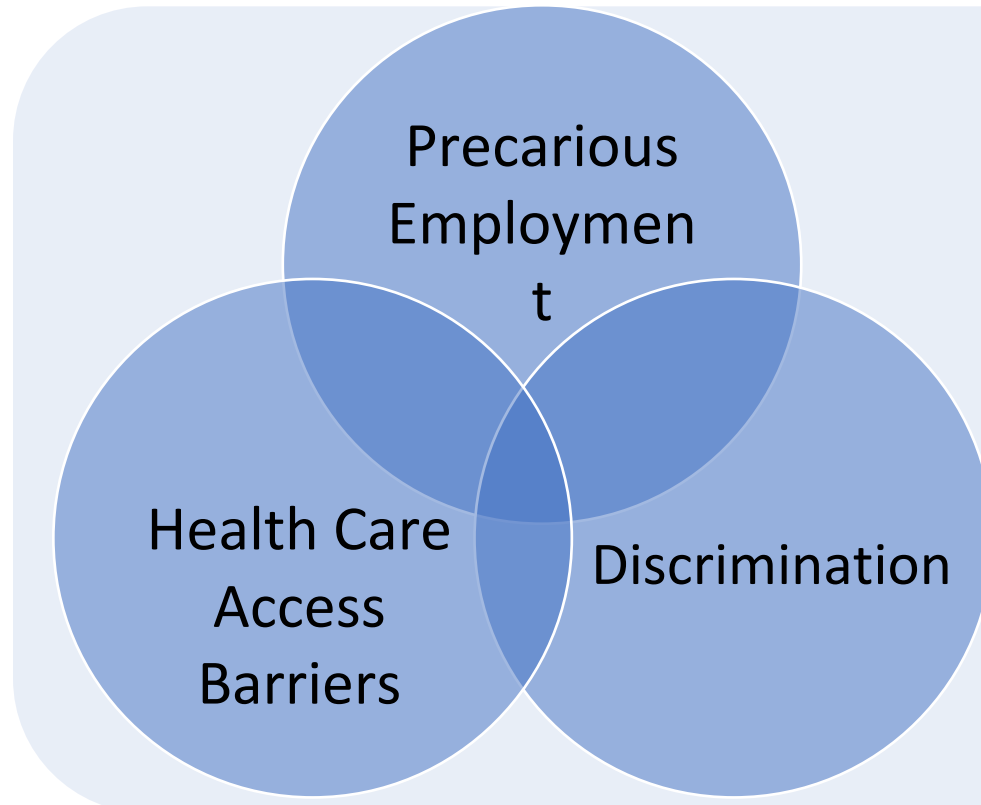 Precarious
Employmen
t
Health Care
Access
Barriers
Discrimination